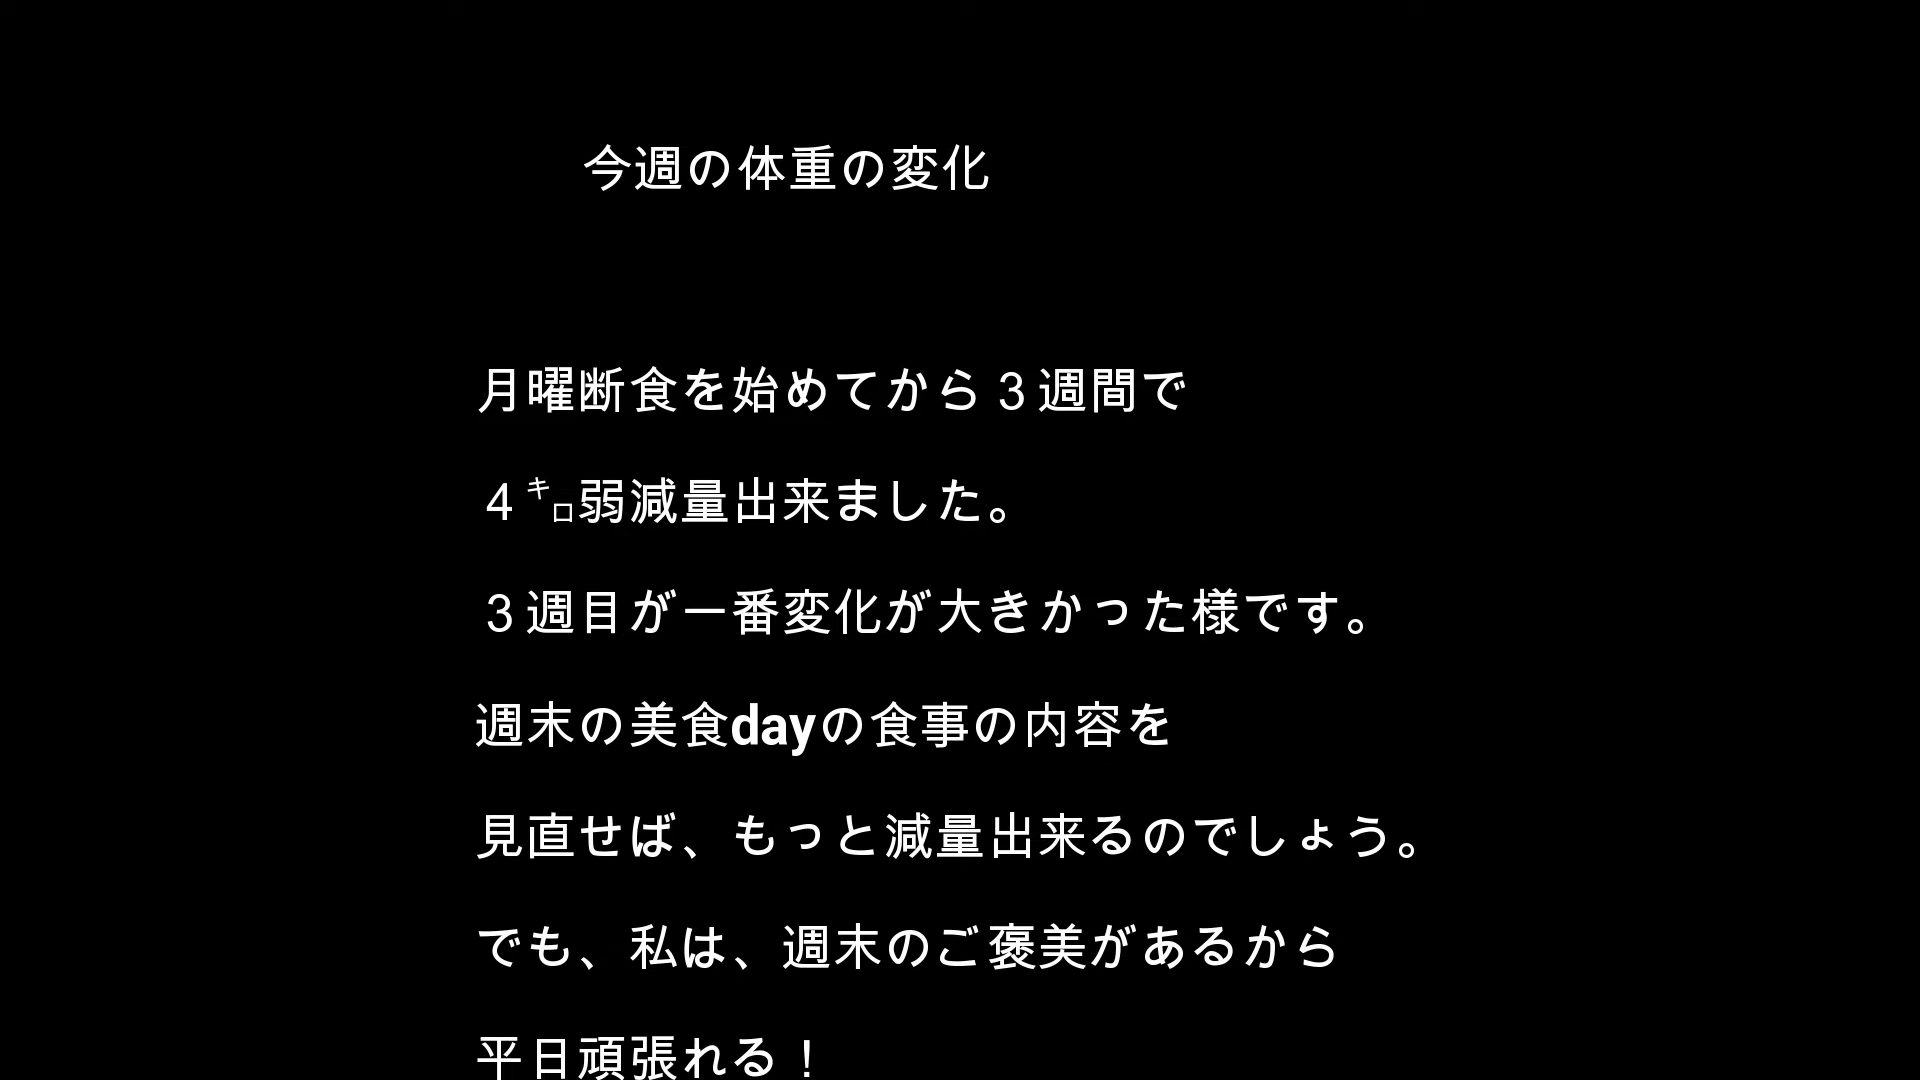 今週の体重の変化
月曜断食を始めてから３週間で
４㌔弱減量出来ました。
３週目が一番変化が大きかった様です。
週末の美食dayの食事の内容を
見直せば、もっと減量出来るのでしょう。
でも、私は、週末のご褒美があるから
平日頑張れる！